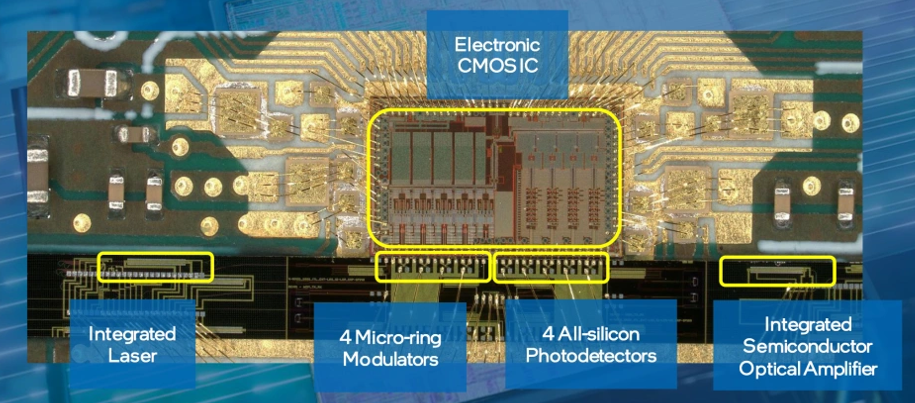 Electronic
CMOS IC
Integrated
Laser
4 Micro-ring
Modulators
4 All-silicon
Photodetectors
Integrated
Semiconductor
Optical Amplifier